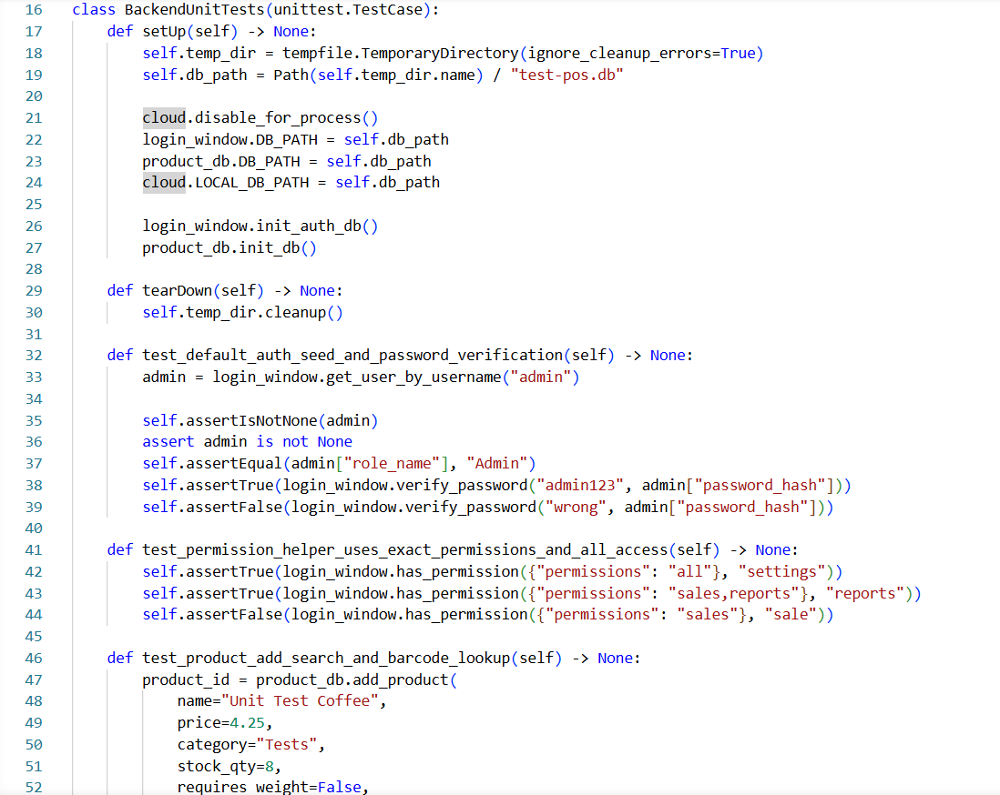 16 class BackendUnitTests(unittest.TestCase):
17     def setUp(self) -> None:
18         self.temp_dir = tempfile.TemporaryDirectory(ignore_cleanup_errors=True)
19         self.db_path = Path(self.temp_dir.name) / "test-pos.db"
20
21         cloud.disable_for_process()
22         login_window.DB_PATH = self.db_path
23         product_db.DB_PATH = self.db_path
24         cloud.LOCAL_DB_PATH = self.db_path
25
26         login_window.init_auth_db()
27         product_db.init_db()
28
29     def tearDown(self) -> None:
30         self.temp_dir.cleanup()
31
32     def test_default_auth_seed_and_password_verification(self) -> None:
33         admin = login_window.get_user_by_username("admin")
34
35         self.assertIsNotNone(admin)
36         assert admin is not None
37         self.assertEqual(admin["role_name"], "Admin")
38         self.assertTrue(login_window.verify_password("admin123", admin["password_hash"]))
39         self.assertFalse(login_window.verify_password("wrong", admin["password_hash"]))
40
41     def test_permission_helper_uses_exact_permissions_and_all_access(self) -> None:
42         self.assertTrue(login_window.has_permission({"permissions": "all"}, "settings"))
43         self.assertTrue(login_window.has_permission({"permissions": "sales,reports"}, "reports"))
44         self.assertFalse(login_window.has_permission({"permissions": "sales"}, "sale"))
45
46     def test_product_add_search_and_barcode_lookup(self) -> None:
47         product_id = product_db.add_product(
48             name="Unit Test Coffee",
49             price=4.25,
50             category="Tests",
51             stock_qty=8,
52             requires_weight=False,